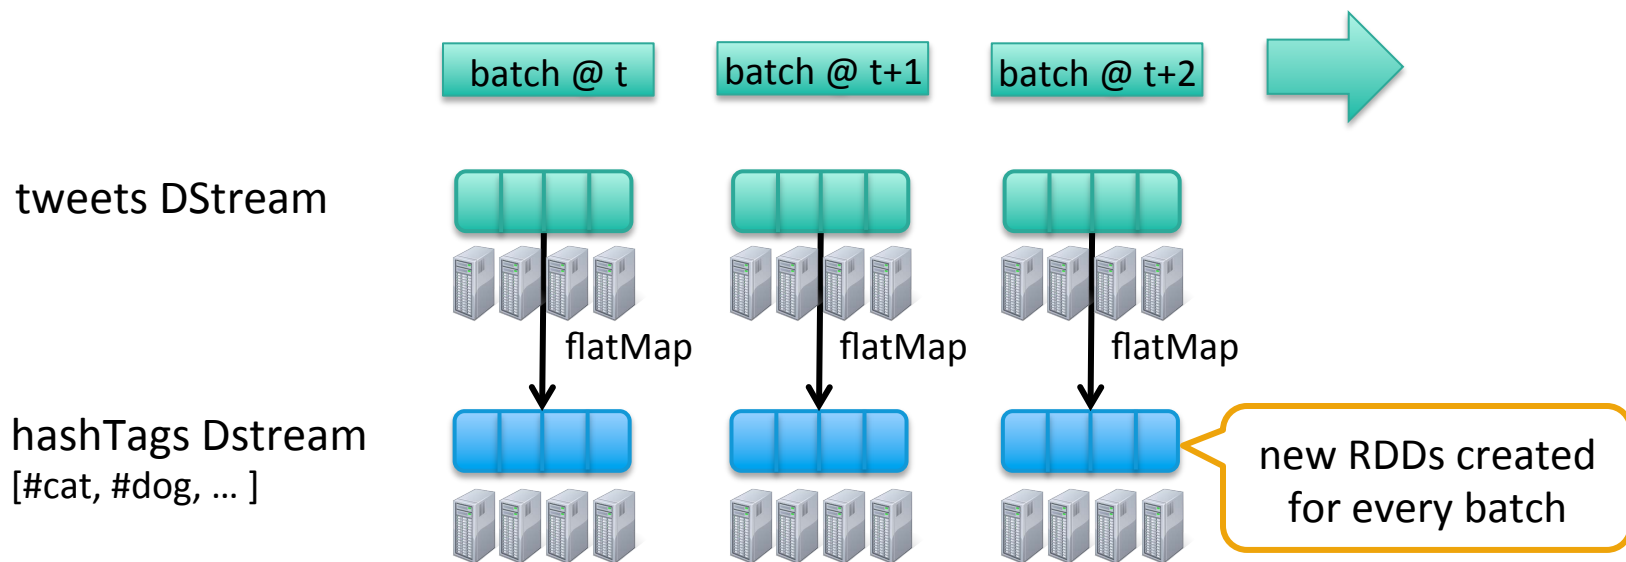 batch @ t
batch @ t+1
batch @ t+2
tweets DStream
flatMap
flatMap
flatMap
hashTags Dstream
[#cat, #dog, … ]
new RDDs created
for every batch